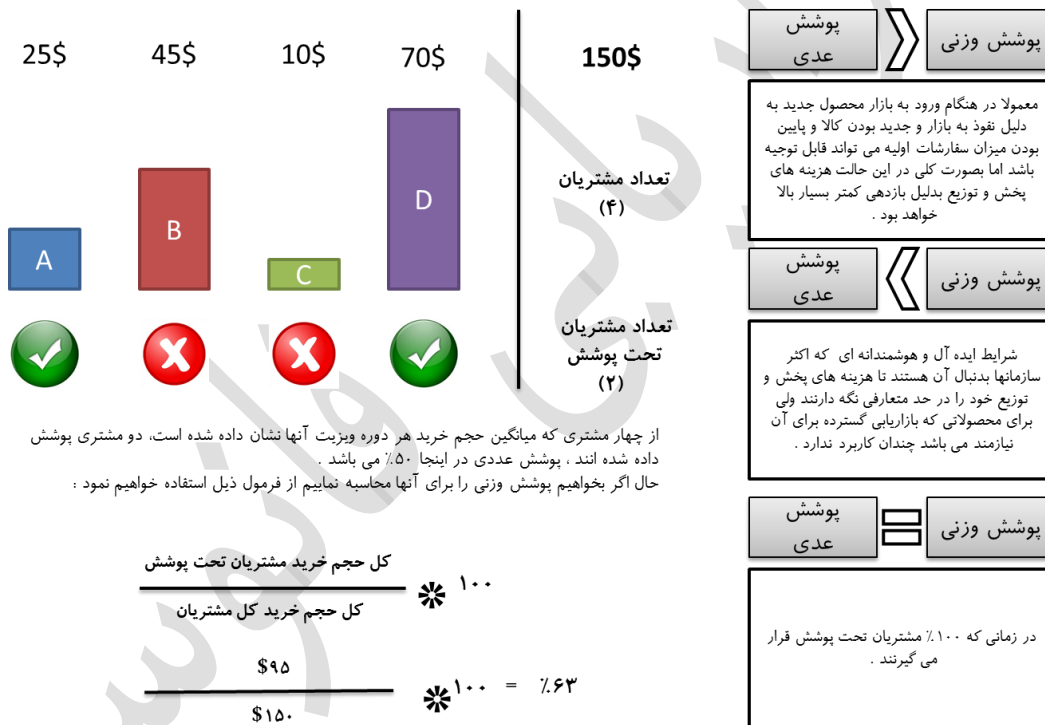 25$ 45$ 10$ 70$ 150$
A
B
C
D
تعداد مشتریان
(۴)
تعداد مشتریان
تحت پوشش
(۲)
از چهار مشتری که میانگین حجم خرید هر دوره ویزیت آنها نشان داده شده است، دو مشتری پوشش
داده شده اند ، پوشش عددی در اینجا ۵۰٪ می باشد .
حال اگر بخواهیم پوشش وزنی را برای آنها محاسبه نماییم از فرمول ذیل استفاده خواهیم نمود :
کل حجم خرید مشتریان تحت پوشش
کل حجم خرید کل مشتریان
* ۱۰۰
$۹۵
$۱۵۰
* ۱۰۰ = ٪۶۳
پوشش وزنی
پوشش
عدی
معمولا در هنگام ورود به بازار محصول جدید به
دلیل نفوذ به بازار و جدید بودن کالا و پایین
بودن میزان سفارشات اولیه می تواند قابل توجیه
باشد اما بصورت کلی در این حالت هزینه های
پخش و توزیع بدلیل بازدهی کمتر بسیار بالا
خواهد بود .
پوشش وزنی
پوشش
عدی
شرایط ایده آل و هوشمندانه ای که اکثر
سازمانها بدنبال آن هستند تا هزینه های پخش و
توزیع خود را در حد متعارفی نگه دارند ولی
برای محصولاتی که بازاریابی گسترده برای آن
نیازمند می باشد چندان کاربرد ندارد .
پوشش وزنی
پوشش
عدی
در زمانی که ۱۰۰٪ مشتریان تحت پوشش قرار
می گیرند .